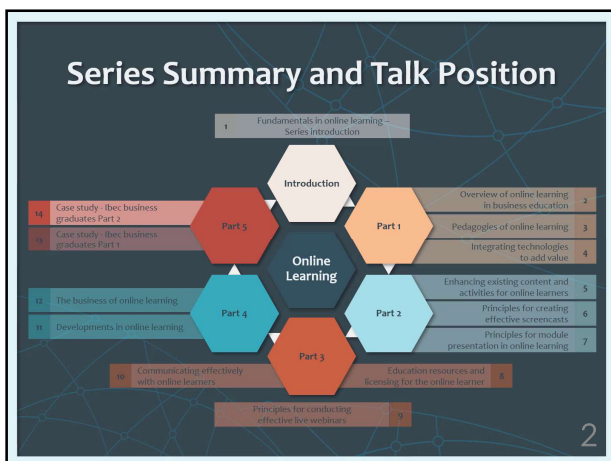 Series Summary and Talk Position
1
Fundamentals in online learning –
Series introduction
Introduction
14
Case study - Ibec business
graduates Part 2
13
Case study - Ibec business
graduates Part 1
Part 5
Part 1
Overview of online learning
in business education
2
Pedagogies of online learning
3
Integrating technologies
to add value
4
Online
Learning
12
The business of online learning
11
Developments in online learning
Part 4
Part 2
Enhancing existing content and
activities for online learners
5
Principles for creating
effective screencasts
6
Principles for module
presentation in online learning
7
Part 3
10
Communicating effectively
with online learners
Education resources and
licensing for the online learner
8
Principles for conducting
effective live webinars
9
2